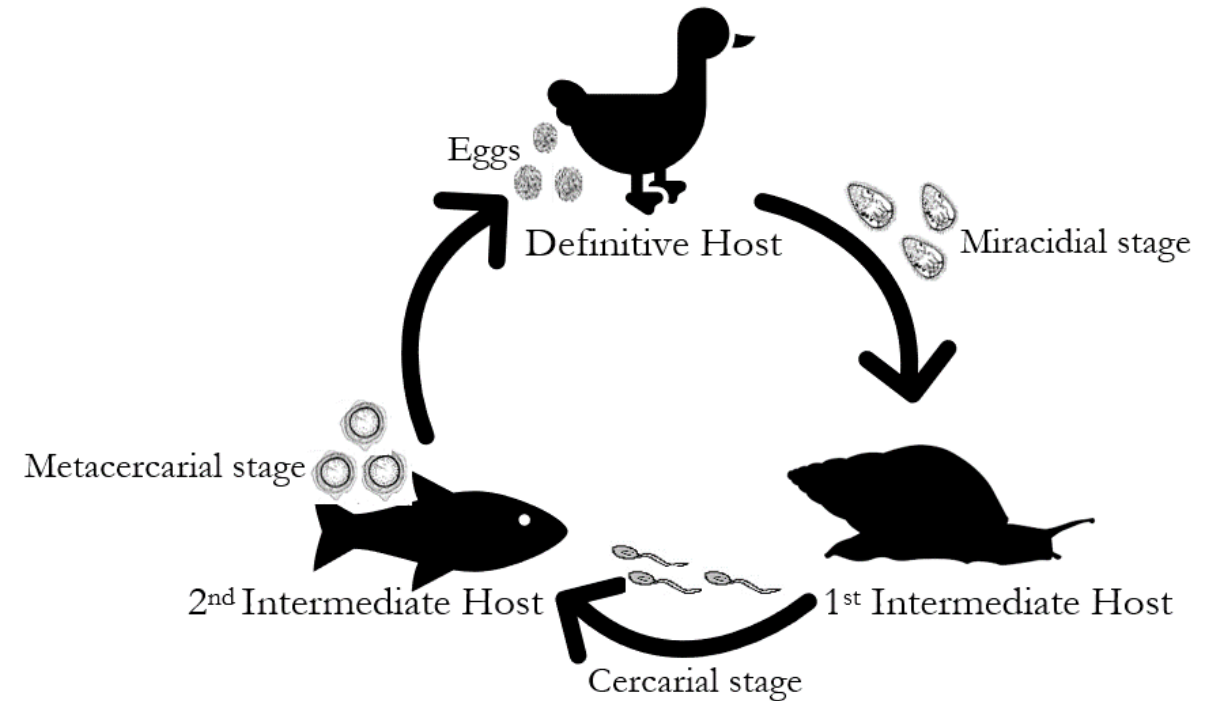 Eggs
Definitive Host
Miracidial stage
Metacercarial stage
2nd Intermediate Host
1st Intermediate Host
Cercarial stage